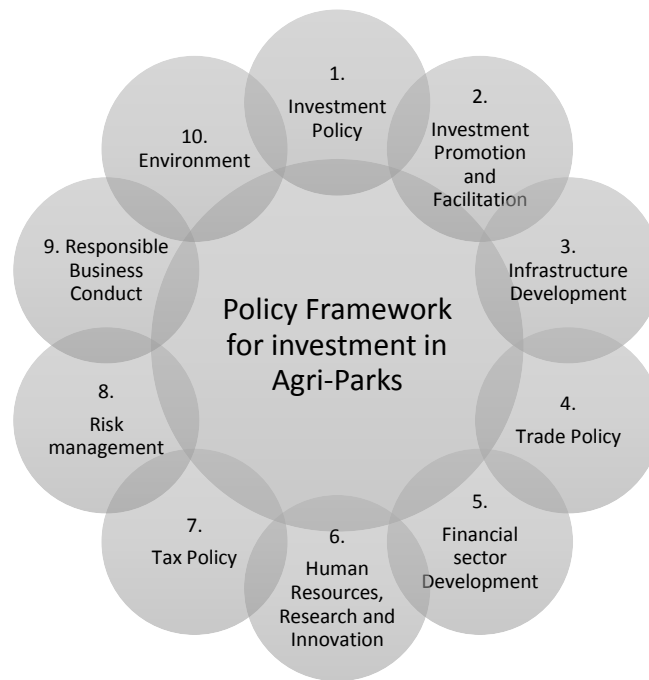 1.
Investment
Policy
2.
Investment
Promotion
and
Facilitation
3.
Infrastructure
Development
4.
Trade Policy
5.
Financial
sector
Development
6.
Human
Resources,
Research and
Innovation
7.
Tax Policy
8.
Risk
management
9. Responsible
Business
Conduct
10.
Environment
Policy Framework
for investment in
Agri-Parks